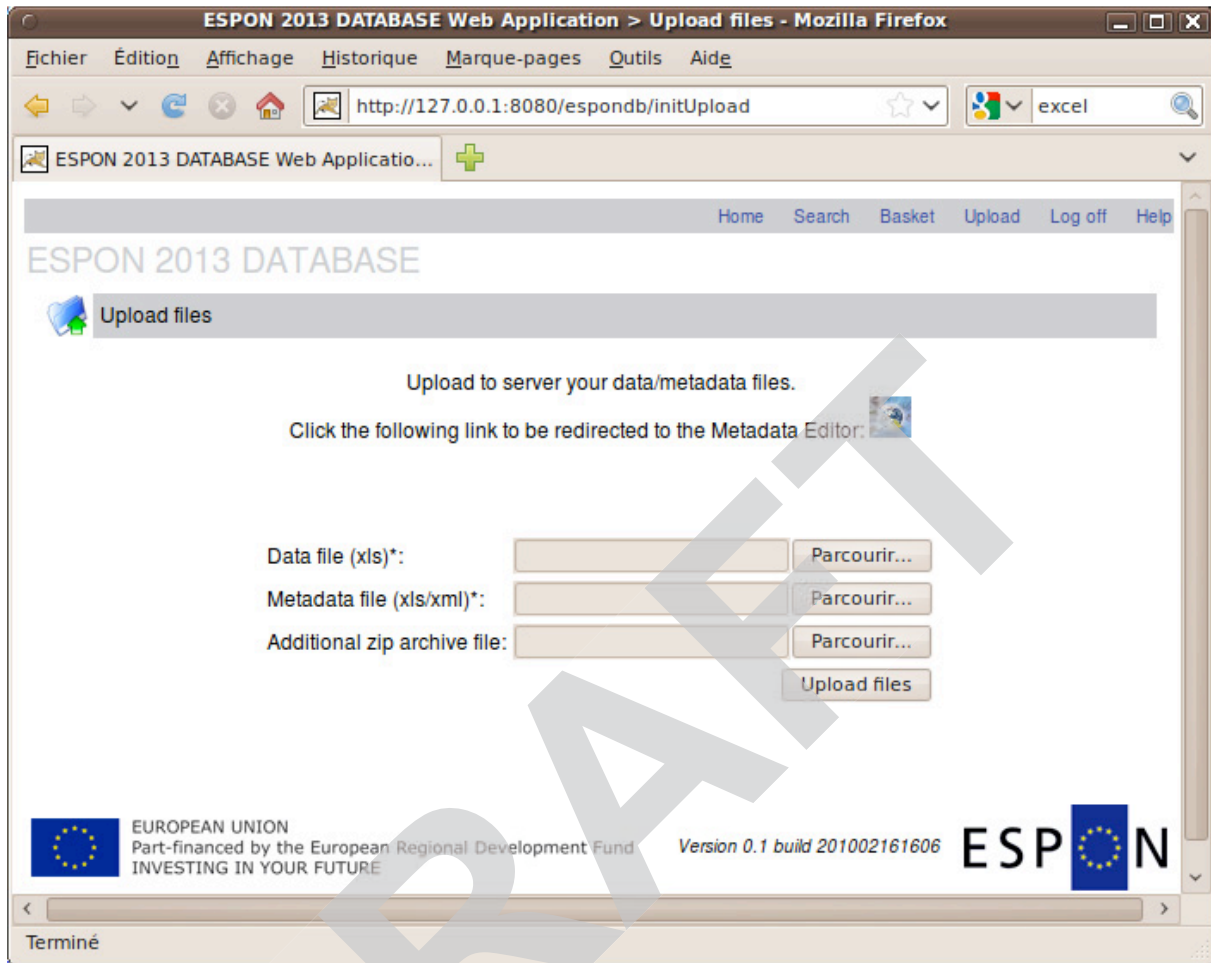 ESPON 2013 DATABASE Web Application > Upload files - Mozilla Firefox
Fichier Édition Affichage Historique Marque-pages Outils Aide
http://127.0.0.1:8080/espondb/initUpload excel
ESPON 2013 DATABASE Web Applicatio...
Home Search Basket Upload Log off Help
ESPON 2013 DATABASE
Upload files
Upload to server your data/metadata files.
Click the following link to be redirected to the Metadata Editor:
Data file (xls)*: Parcourir...
Metadata file (xls/xml)*: Parcourir...
Additional zip archive file: Parcourir...
Upload files
EUROPEAN UNION
Part-financed by the European Regional Development Fund
INVESTING IN YOUR FUTURE
Version 0.1 build 201002161606
ESPON
Terminé
RAFT